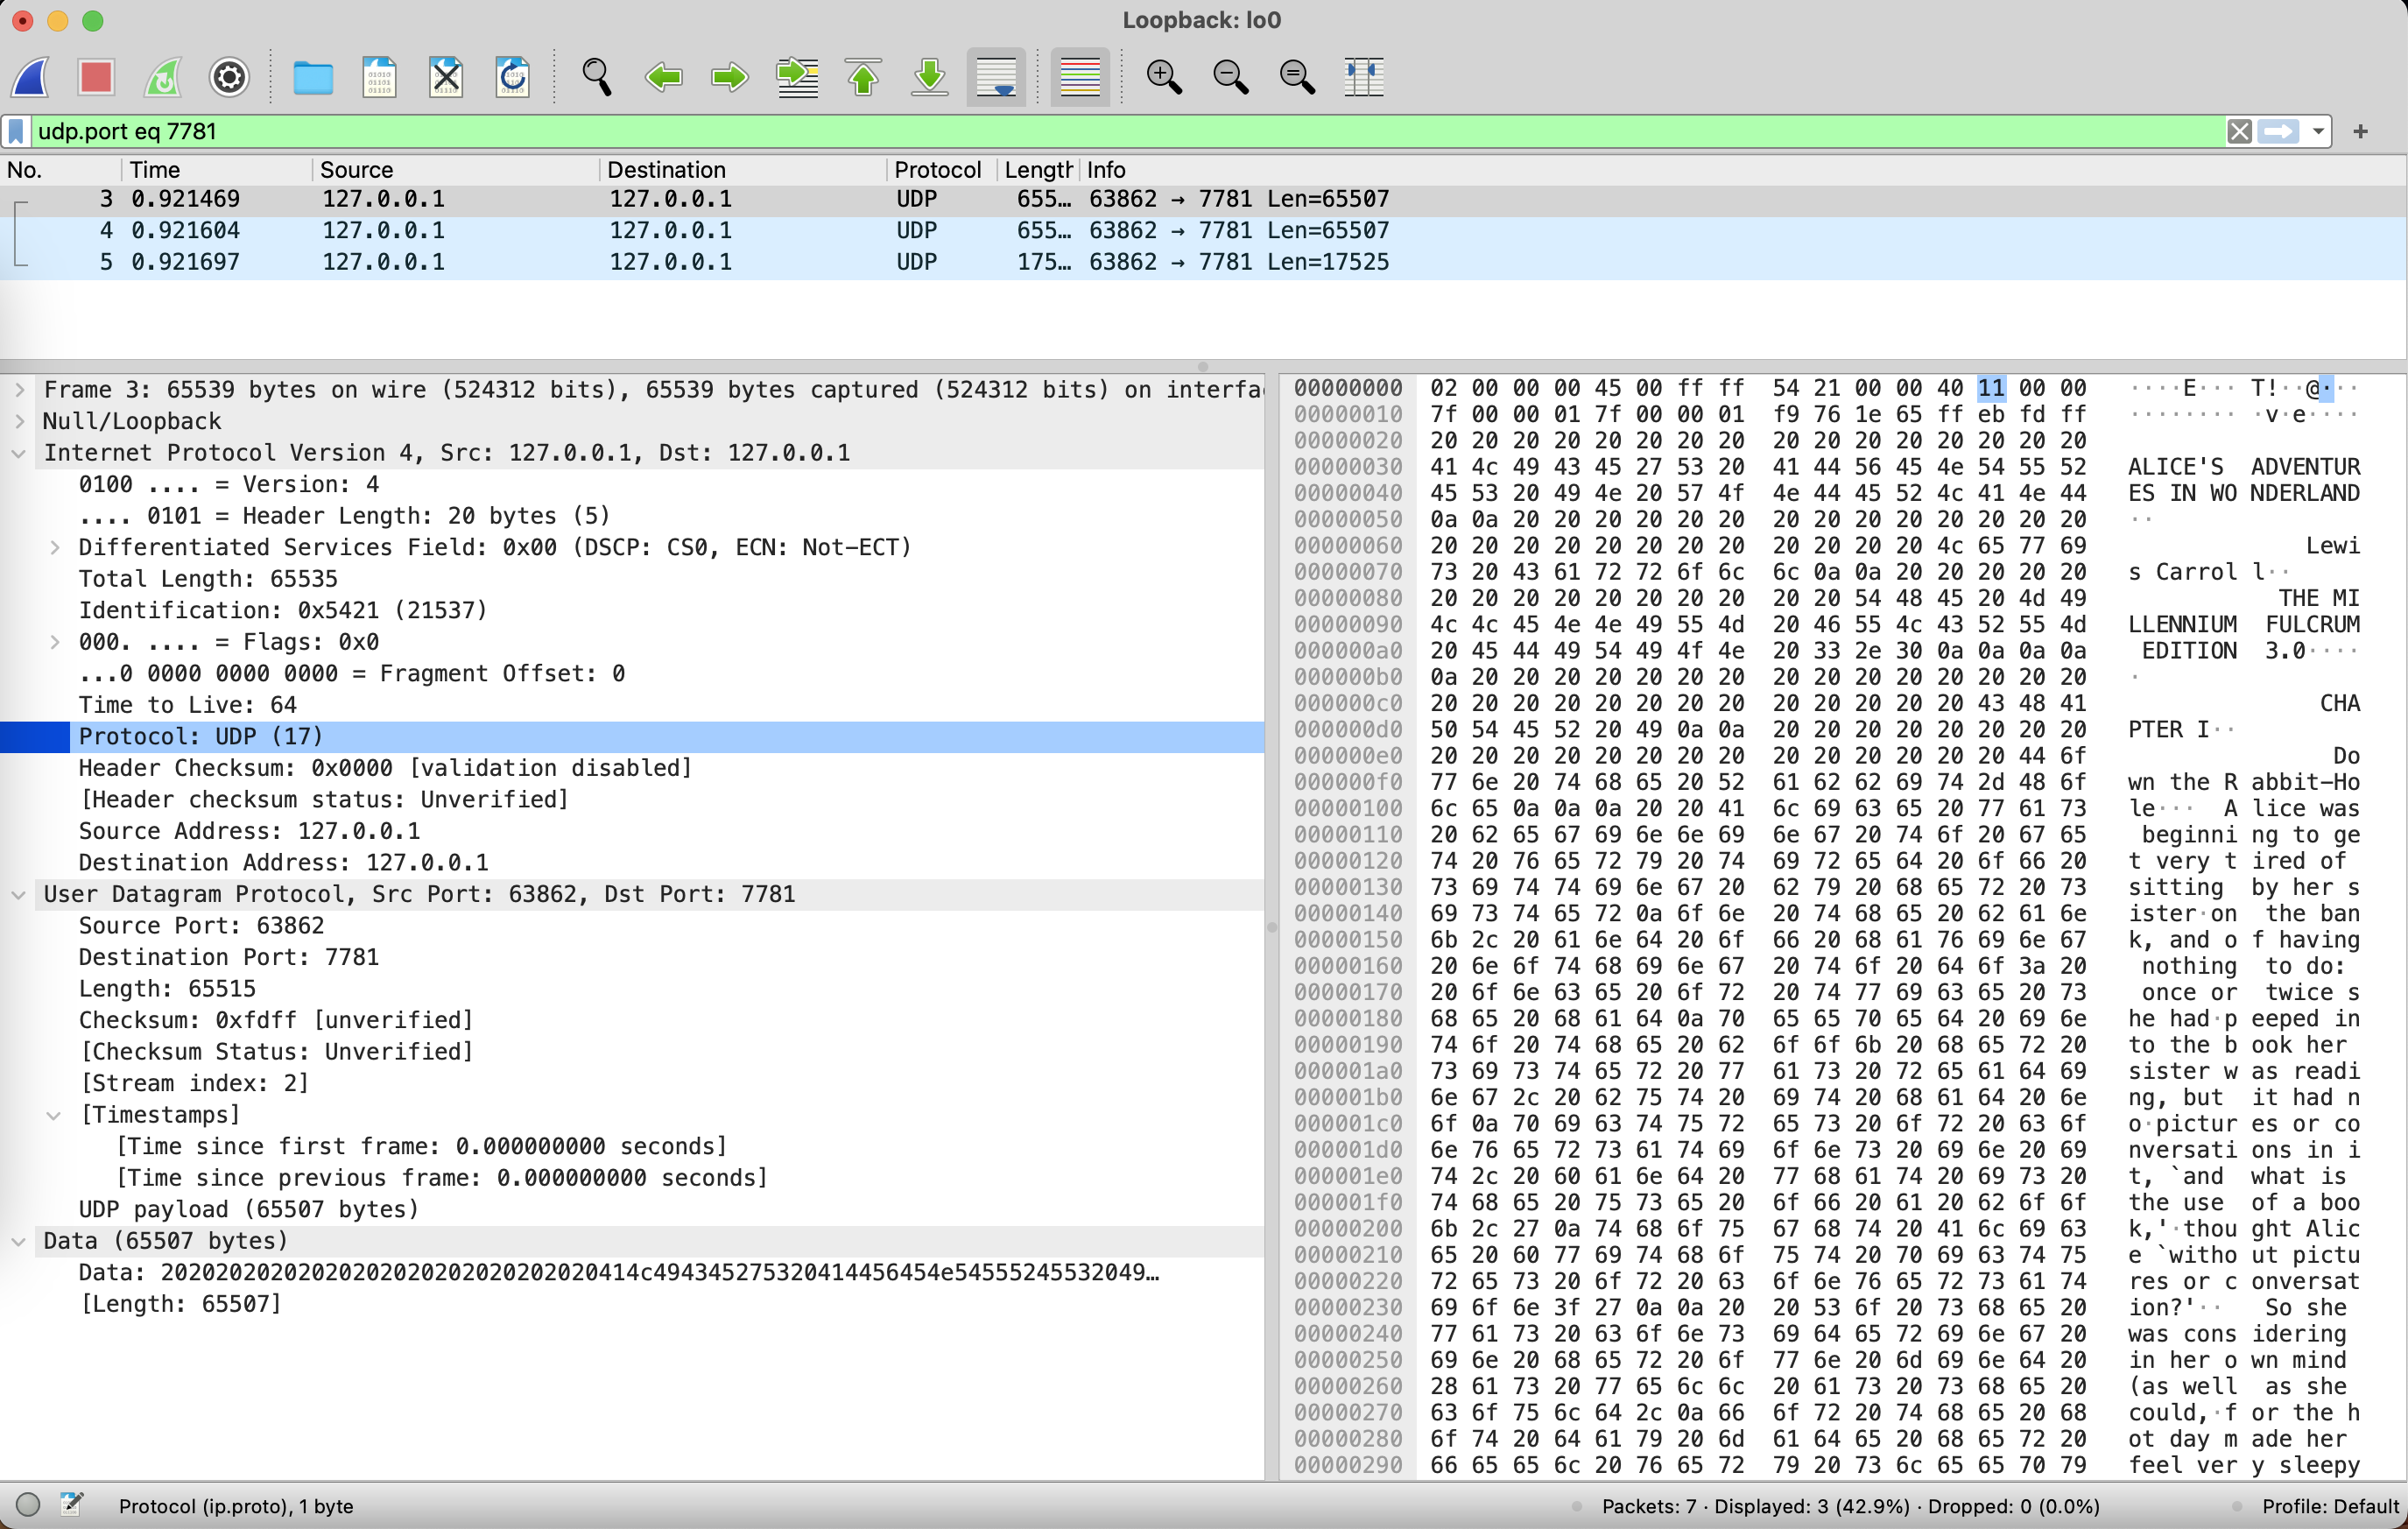 Loopback: lo0
udp.port eq 7781
No. Time Source Destination Protocol Length Info
3 0.921469 127.0.0.1 127.0.0.1 UDP 655… 63862 → 7781 Len=65507
4 0.921604 127.0.0.1 127.0.0.1 UDP 655… 63862 → 7781 Len=65507
5 0.921697 127.0.0.1 127.0.0.1 UDP 175… 63862 → 7781 Len=17525
Frame 3: 65539 bytes on wire (524312 bits), 65539 bytes captured (524312 bits) on interfa
Null/Loopback
Internet Protocol Version 4, Src: 127.0.0.1, Dst: 127.0.0.1
0100 .... = Version: 4
.... 0101 = Header Length: 20 bytes (5)
Differentiated Services Field: 0x00 (DSCP: CS0, ECN: Not-ECT)
Total Length: 65535
Identification: 0x5421 (21537)
000. .... = Flags: 0x0
...0 0000 0000 0000 = Fragment Offset: 0
Time to Live: 64
Protocol: UDP (17)
Header Checksum: 0x0000 [validation disabled]
[Header checksum status: Unverified]
Source Address: 127.0.0.1
Destination Address: 127.0.0.1
User Datagram Protocol, Src Port: 63862, Dst Port: 7781
Source Port: 63862
Destination Port: 7781
Length: 65515
Checksum: 0xfdff [unverified]
[Checksum Status: Unverified]
[Stream index: 2]
[Timestamps]
[Time since first frame: 0.000000000 seconds]
[Time since previous frame: 0.000000000 seconds]
UDP payload (65507 bytes)
Data (65507 bytes)
Data: 2020202020202020202020202020202020414c494345275320414456454e54555245532049…
[Length: 65507]
00000000 02 00 00 00 45 00 ff ff 54 21 00 00 40 11 00 00 ····E··· T!··@···
00000010 7f 00 00 01 7f 00 00 01 f9 76 1e 65 ff eb fd ff ········ ·v·e····
00000020 20 20 20 20 20 20 20 20 20 20 20 20 20 20 20 20
00000030 41 4c 49 43 45 27 53 20 41 44 56 45 4e 54 55 52 ALICE'S ADVENTUR
00000040 45 53 20 49 4e 20 57 4f 4e 44 45 52 4c 41 4e 44 ES IN WO NDERLAND
00000050 0a 0a 20 20 20 20 20 20 20 20 20 20 20 20 20 20 ··
00000060 20 20 20 20 20 20 20 20 20 20 20 20 4c 65 77 69 Lewi
00000070 73 20 43 61 72 72 6f 6c 6c 0a 0a 20 20 20 20 20 s Carrol l··
00000080 20 20 20 20 20 20 20 20 20 20 54 48 45 20 4d 49 THE MI
00000090 4c 4c 45 4e 4e 49 55 4d 20 46 55 4c 43 52 55 4d LLENNIUM FULCRUM
000000a0 20 45 44 49 54 49 4f 4e 20 33 2e 30 0a 0a 0a 0a EDITION 3.0····
000000b0 0a 20 20 20 20 20 20 20 20 20 20 20 20 20 20 20 ·
000000c0 20 20 20 20 20 20 20 20 20 20 20 20 20 43 48 41 CHA
000000d0 50 54 45 52 20 49 0a 0a 20 20 20 20 20 20 20 20 PTER I··
000000e0 20 20 20 20 20 20 20 20 20 20 20 20 20 20 44 6f Do
000000f0 77 6e 20 74 68 65 20 52 61 62 62 69 74 2d 48 6f wn the R abbit-Ho
00000100 6c 65 0a 0a 0a 20 20 41 6c 69 63 65 20 77 61 73 le··· A lice was
00000110 20 62 65 67 69 6e 6e 69 6e 67 20 74 6f 20 67 65 beginni ng to ge
00000120 74 20 76 65 72 79 20 74 69 72 65 64 20 6f 66 20 t very t ired of
00000130 73 69 74 74 69 6e 67 20 62 79 20 68 65 72 20 73 sitting by her s
00000140 69 73 74 65 72 0a 6f 6e 20 74 68 65 20 62 61 6e ister·on the ban
00000150 6b 2c 20 61 6e 64 20 6f 66 20 68 61 76 69 6e 67 k, and o f having
00000160 20 6e 6f 74 68 69 6e 67 20 74 6f 20 64 6f 3a 20 nothing to do:
00000170 20 6f 6e 63 65 20 6f 72 20 74 77 69 63 65 20 73 once or twice s
00000180 68 65 20 68 61 64 0a 70 65 65 70 65 64 20 69 6e he had·p eeped in
00000190 74 6f 20 74 68 65 20 62 6f 6f 6b 20 68 65 72 20 to the b ook her
000001a0 73 69 73 74 65 72 20 77 61 73 20 72 65 61 64 69 sister w as readi
000001b0 6e 67 2c 20 62 75 74 20 69 74 20 68 61 64 20 6e ng, but it had n
000001c0 6f 0a 70 69 63 74 75 72 65 73 20 6f 72 20 63 6f o·pictur es or co
000001d0 6e 76 65 72 73 61 74 69 6f 6e 73 20 69 6e 20 69 nversati ons in i
000001e0 74 2c 20 60 61 6e 64 20 77 68 61 74 20 69 73 20 t, `and what is
000001f0 74 68 65 20 75 73 65 20 6f 66 20 61 20 62 6f 6f the use of a boo
00000200 6b 2c 27 0a 74 68 6f 75 67 68 74 20 41 6c 69 63 k,'·thou ght Alic
00000210 65 20 60 77 69 74 68 6f 75 74 20 70 69 63 74 75 e `witho ut pictu
00000220 72 65 73 20 6f 72 20 63 6f 6e 76 65 72 73 61 74 res or c onversat
00000230 69 6f 6e 3f 27 0a 0a 20 20 53 6f 20 73 68 65 20 ion?'·· So she
00000240 77 61 73 20 63 6f 6e 73 69 64 65 72 69 6e 67 20 was cons idering
00000250 69 6e 20 68 65 72 20 6f 77 6e 20 6d 69 6e 64 20 in her o wn mind
00000260 28 61 73 20 77 65 6c 6c 20 61 73 20 73 68 65 20 (as well as she
00000270 63 6f 75 6c 64 2c 0a 66 6f 72 20 74 68 65 20 68 could,·f or the h
00000280 6f 74 20 64 61 79 20 6d 61 64 65 20 68 65 72 20 ot day m ade her
00000290 66 65 65 6c 20 76 65 72 79 20 73 6c 65 65 70 79 feel ver y sleepy
Protocol (ip.proto), 1 byte
Packets: 7 · Displayed: 3 (42.9%) · Dropped: 0 (0.0%)
Profile: Default